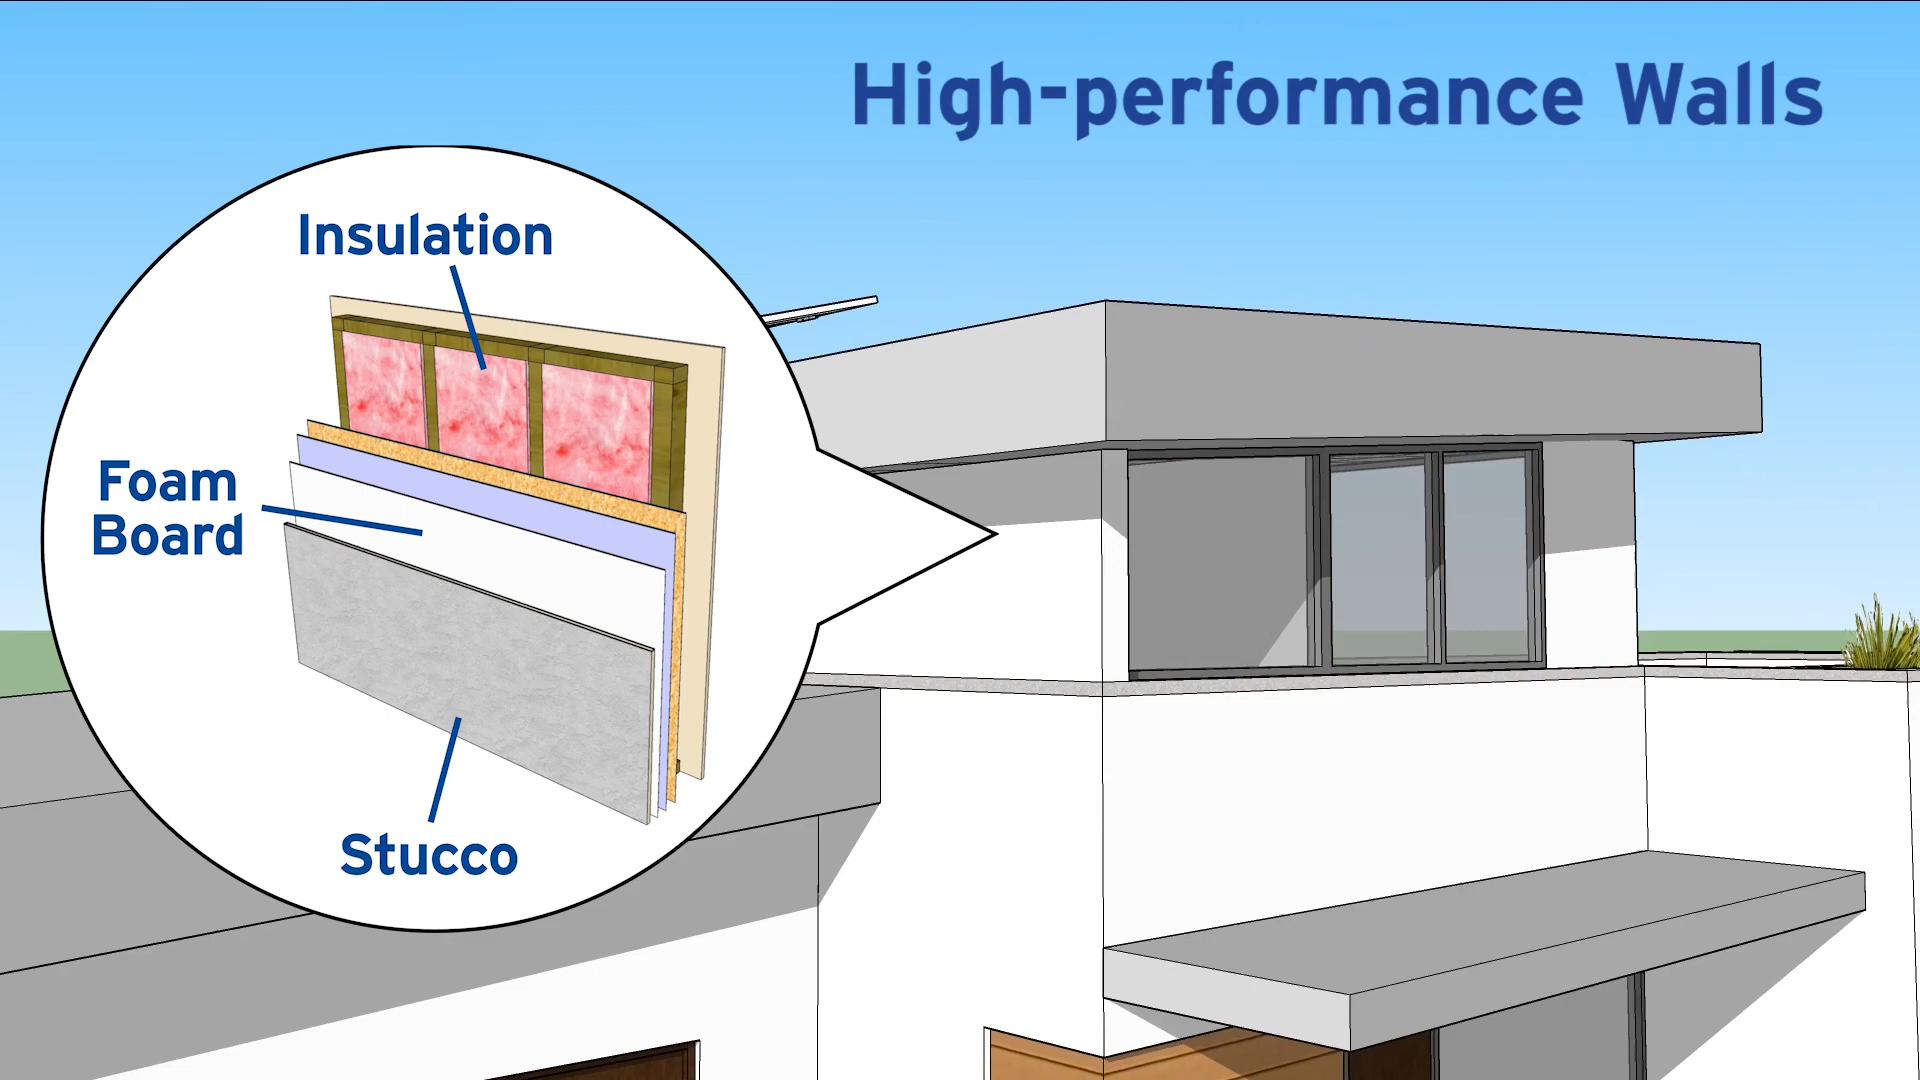 High-performance Walls
Insulation
Foam
Board
Stucco